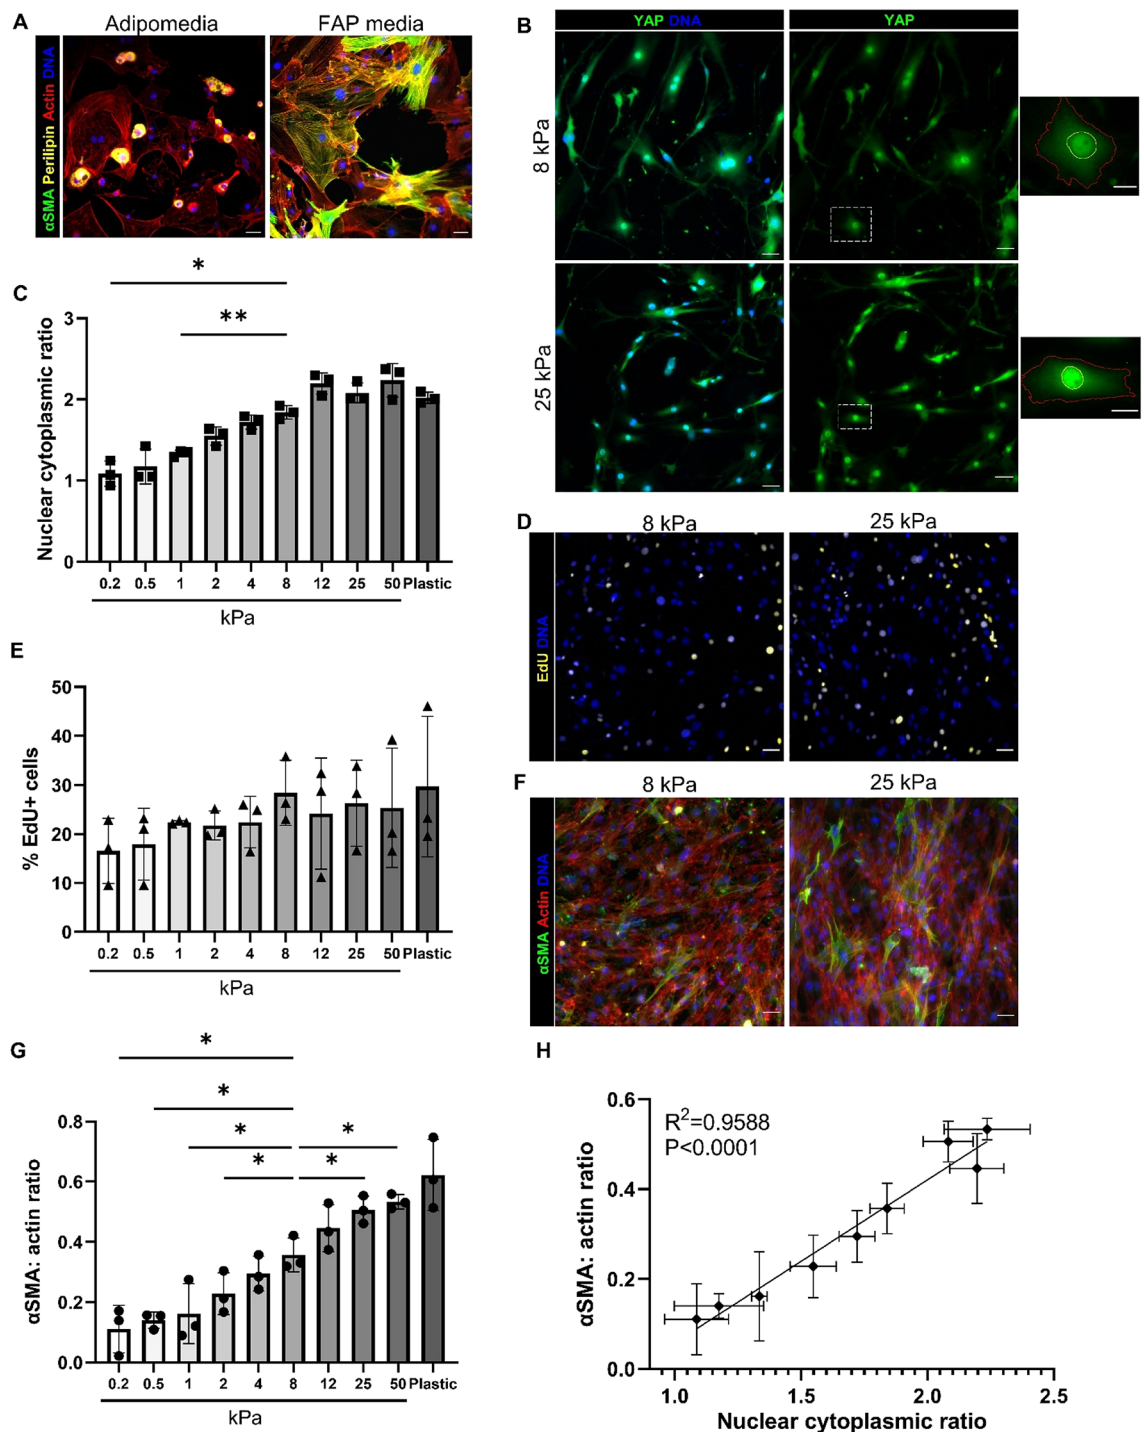 A
Adipomedia
FAP media
αSMA Perilipin Actin DNA
B
YAP DNA
YAP
8 kPa
25 kPa
C
*
**
Nuclear cytoplasmic ratio
3
2
1
0
0.2 0.5 1 2 4 8 12 25 50 Plastic
kPa
D
8 kPa
25 kPa
EdU DNA
E
% EdU+ cells
50
40
30
20
10
0
0.2 0.5 1 2 4 8 12 25 50 Plastic
kPa
F
8 kPa
25 kPa
αSMA Actin DNA
G
*
*
*
*
*
*
αSMA: actin ratio
0.8
0.6
0.4
0.2
0.0
0.2 0.5 1 2 4 8 12 25 50 Plastic
kPa
H
R²=0.9588
P<0.0001
αSMA: actin ratio
0.6
0.4
0.2
0.0
1.0 1.5 2.0 2.5
Nuclear cytoplasmic ratio